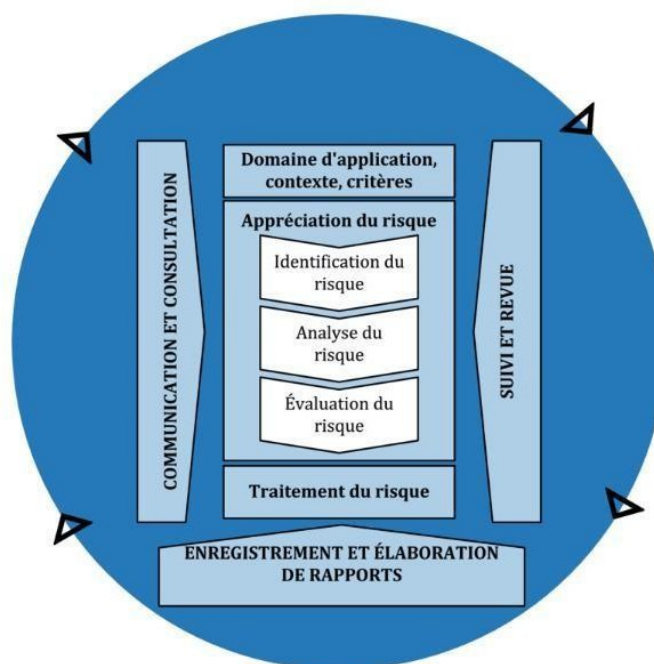 Domaine d'application,
contexte, critères
Appréciation du risque
Identification du
risque
Analyse du
risque
Évaluation du
risque
Traitement du risque
COMMUNICATION ET CONSULTATION
SUIVI ET REVUE
ENREGISTREMENT ET ÉLABORATION
DE RAPPORTS